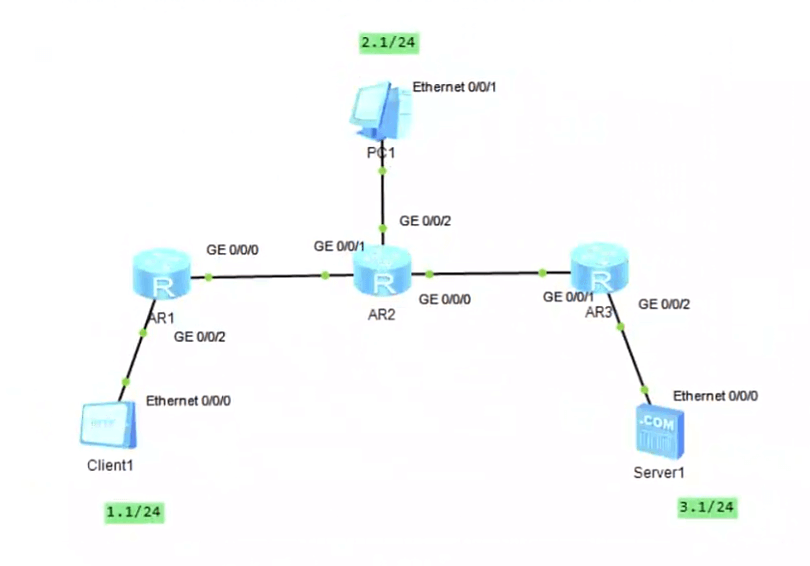 2.1/24
Ethernet 0/0/1
PC1
GE 0/0/2
GE 0/0/0
GE 0/0/1
R
R
R
AR1
AR2
GE 0/0/0
GE 0/0/1
AR3
GE 0/0/2
GE 0/0/2
Ethernet 0/0/0
Ethernet 0/0/0
HTTP
.COM
Client1
Server1
1.1/24
3.1/24